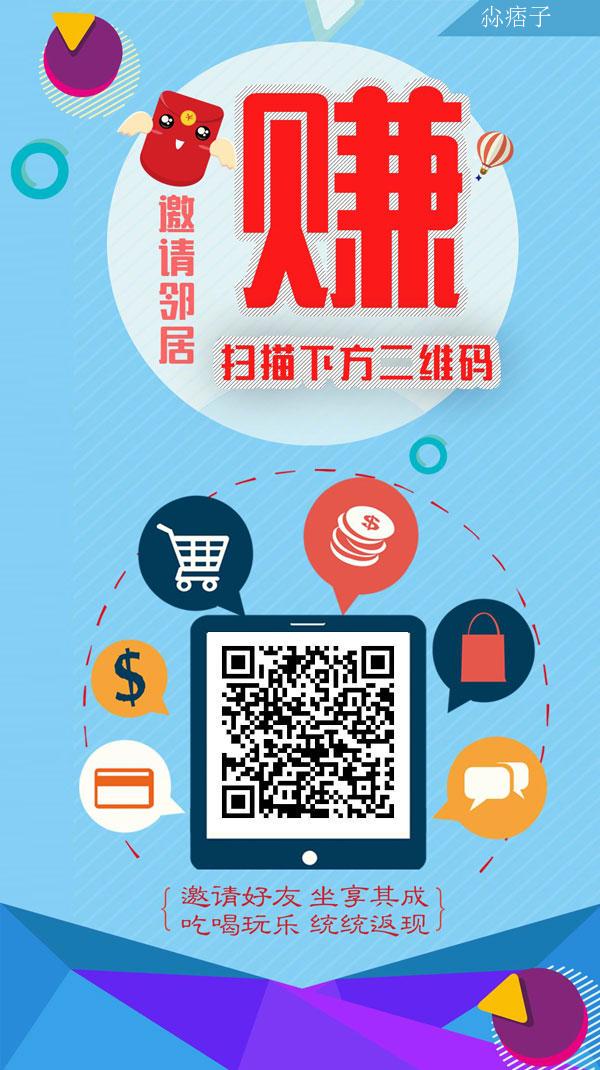 尛痞子
赚
邀请邻居
扫描下方二维码
邀请好友 坐享其成
吃喝玩乐 统统返现